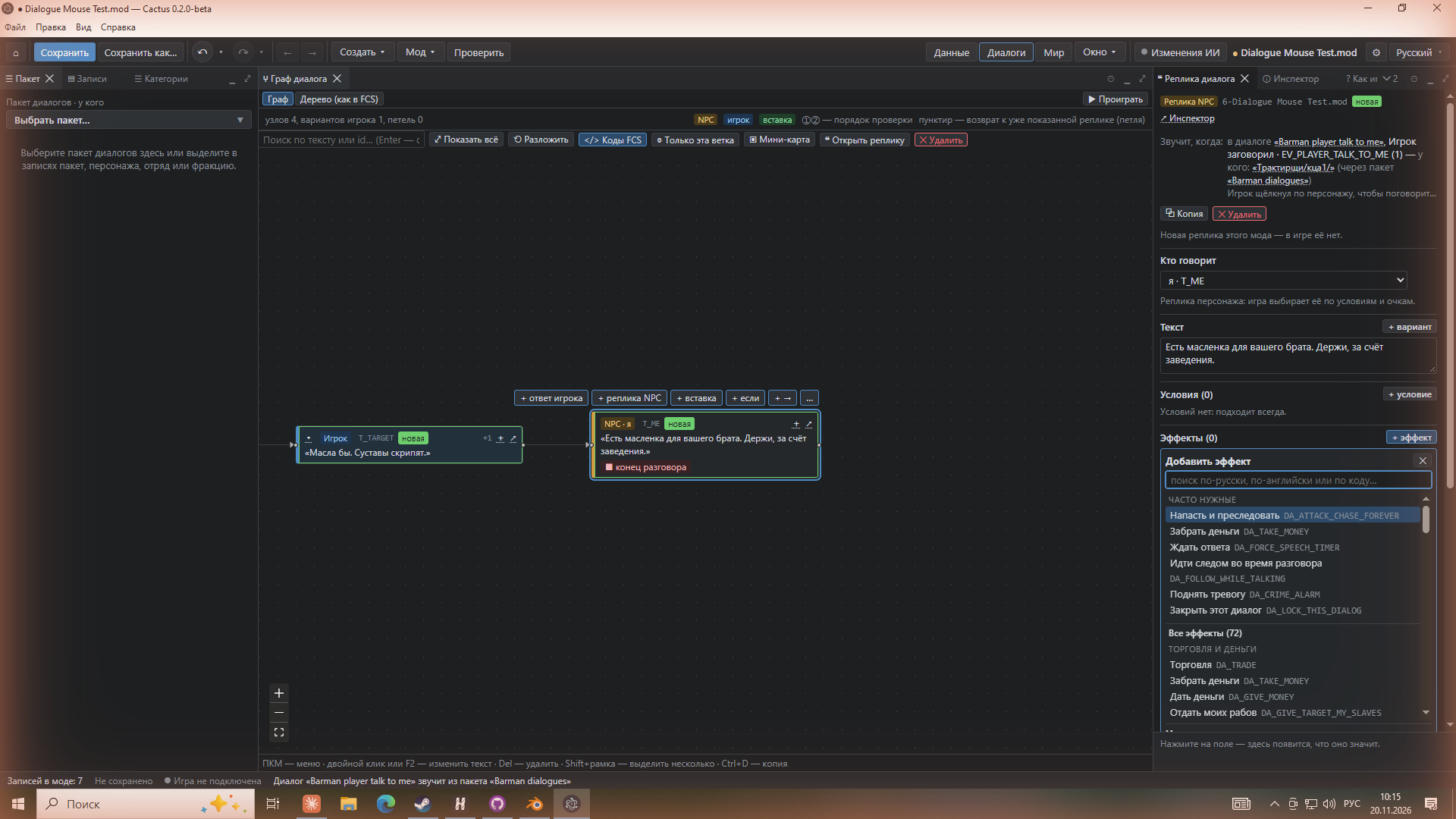 • Dialogue Mouse Test.mod — Cactus 0.2.0-beta
Файл Правка Вид Справка
Сохранить Сохранить как... Создать Мод Проверить Данные Диалоги Мир Окно Изменения ИИ • Dialogue Mouse Test.mod Русский
Пакет Записи Категории
Граф диалога
Реплика диалога Инспектор ? Как и 2
Пакет диалогов · у кого
Выбрать пакет...
Выберите пакет диалогов здесь или выделите в
записях пакет, персонажа, отряд или фракцию.
Граф Дерево (как в FCS) Проиграть
узлов 4, вариантов игрока 1, петель 0 NPC игрок вставка ①② — порядок проверки пунктир — возврат к уже показанной реплике (петля)
Поиск по тексту или id... (Enter — с Показать всё Разложить </> Коды FCS Только эта ветка Мини-карта Открыть реплику Удалить
+ ответ игрока + реплика NPC + вставка + если + → ...
Игрок T_TARGET новая +1
«Масла бы. Суставы скрипят.»
NPC · я T_ME новая
«Есть масленка для вашего брата. Держи, за счёт
заведения.»
конец разговора
ПКМ — меню · двойной клик или F2 — изменить текст · Del — удалить · Shift+рамка — выделить несколько · Ctrl+D — копия
Реплика NPC 6-Dialogue Mouse Test.mod новая
Инспектор
Звучит, когда: в диалоге «Barman player talk to me», Игрок
заговорил · EV_PLAYER_TALK_TO_ME (1) — у
кого: «Трактирщи/кца1/» (через пакет
«Barman dialogues»)
Игрок щёлкнул по персонажу, чтобы поговорит...
Копия Удалить
Новая реплика этого мода — в игре её нет.
Кто говорит
я · T_ME
Реплика персонажа: игра выбирает её по условиям и очкам.
Текст + вариант
Есть масленка для вашего брата. Держи, за счёт
заведения.
Условия (0) + условие
Условий нет: подходит всегда.
Эффекты (0) + эффект
Добавить эффект
поиск по-русски, по-английски или по коду...
ЧАСТО НУЖНЫЕ
Напасть и преследовать DA_ATTACK_CHASE_FOREVER
Забрать деньги DA_TAKE_MONEY
Ждать ответа DA_FORCE_SPEECH_TIMER
Идти следом во время разговора
DA_FOLLOW_WHILE_TALKING
Поднять тревогу DA_CRIME_ALARM
Закрыть этот диалог DA_LOCK_THIS_DIALOG
Все эффекты (72)
ТОРГОВЛЯ И ДЕНЬГИ
Торговля DA_TRADE
Забрать деньги DA_TAKE_MONEY
Дать деньги DA_GIVE_MONEY
Отдать моих рабов DA_GIVE_TARGET_MY_SLAVES
Нажмите на поле — здесь появится, что оно значит.
Записей в моде: 7 Не сохранено Игра не подключена Диалог «Barman player talk to me» звучит из пакета «Barman dialogues»
Поиск
РУС
10:15
20.11.2026